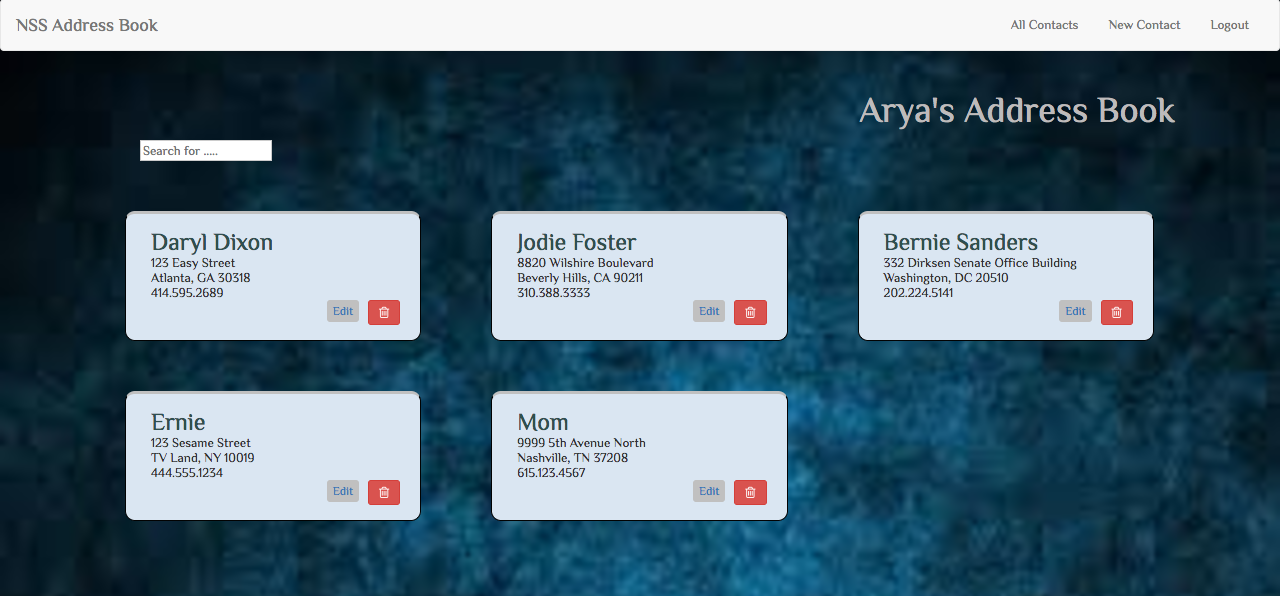 NSS Address Book
All Contacts
New Contact
Logout
Arya's Address Book
Search for .....
Daryl Dixon
123 Easy Street
Atlanta, GA 30318
414.595.2689
Edit
Jodie Foster
8820 Wilshire Boulevard
Beverly Hills, CA 90211
310.388.3333
Edit
Bernie Sanders
332 Dirksen Senate Office Building
Washington, DC 20510
202.224.5141
Edit
Ernie
123 Sesame Street
TV Land, NY 10019
444.555.1234
Edit
Mom
9999 5th Avenue North
Nashville, TN 37208
615.123.4567
Edit